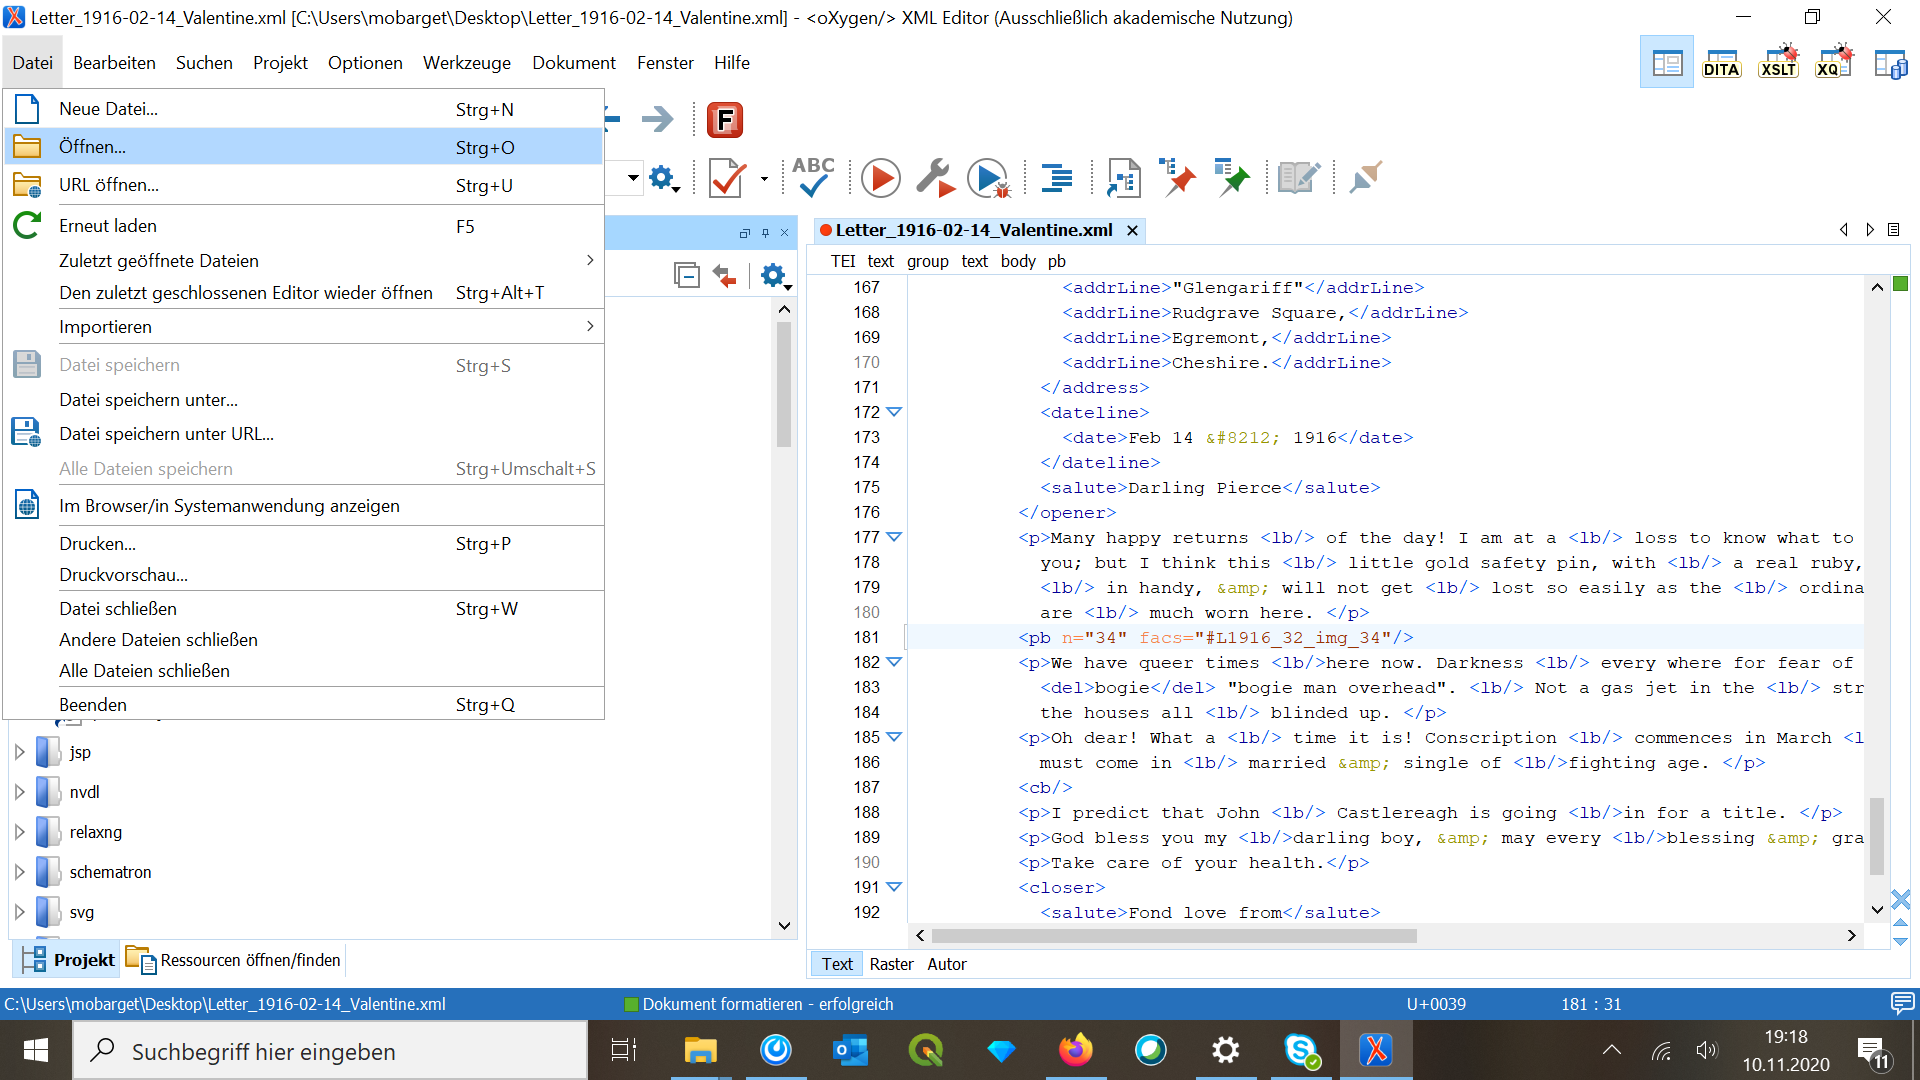 Letter_1916-02-14_Valentine.xml [C:\Users\mobarget\Desktop\Letter_1916-02-14_Valentine.xml] - <oXygen/> XML Editor (Ausschließlich akademische Nutzung)
Datei Bearbeiten Suchen Projekt Optionen Werkzeuge Dokument Fenster Hilfe
DITA XSLT XQ
Neue Datei... Strg+N
Öffnen... Strg+O
URL öffnen... Strg+U
Erneut laden F5
Zuletzt geöffnete Dateien
Den zuletzt geschlossenen Editor wieder öffnen Strg+Alt+T
Importieren
Datei speichern Strg+S
Datei speichern unter...
Datei speichern unter URL...
Alle Dateien speichern Strg+Umschalt+S
Im Browser/in Systemanwendung anzeigen
Drucken... Strg+P
Druckvorschau...
Datei schließen Strg+W
Andere Dateien schließen
Alle Dateien schließen
Beenden Strg+Q
F
ABC
jsp
nvdl
relaxng
schematron
svg
Projekt Ressourcen öffnen/finden
Letter_1916-02-14_Valentine.xml
TEI text group text body pb
167 <addrLine>"Glengariff"</addrLine>
168 <addrLine>Rudgrave Square,</addrLine>
169 <addrLine>Egremont,</addrLine>
170 <addrLine>Cheshire.</addrLine>
171 </address>
172 <dateline>
173 <date>Feb 14 &#8212; 1916</date>
174 </dateline>
175 <salute>Darling Pierce</salute>
176 </opener>
177 <p>Many happy returns <lb/> of the day! I am at a <lb/> loss to know what to
178 you; but I think this <lb/> little gold safety pin, with <lb/> a real ruby,
179 <lb/> in handy, &amp; will not get <lb/> lost so easily as the <lb/> ordina
180 are <lb/> much worn here. </p>
181 <pb n="34" facs="#L1916_32_img_34"/>
182 <p>We have queer times <lb/>here now. Darkness <lb/> every where for fear of
183 <del>bogie</del> "bogie man overhead". <lb/> Not a gas jet in the <lb/> str
184 the houses all <lb/> blinded up. </p>
185 <p>Oh dear! What a <lb/> time it is! Conscription <lb/> commences in March <l
186 must come in <lb/> married &amp; single of <lb/>fighting age. </p>
187 <cb/>
188 <p>I predict that John <lb/> Castlereagh is going <lb/>in for a title. </p>
189 <p>God bless you my <lb/>darling boy, &amp; may every <lb/>blessing &amp; gra
190 <p>Take care of your health.</p>
191 <closer>
192 <salute>Fond love from</salute>
Text Raster Autor
C:\Users\mobarget\Desktop\Letter_1916-02-14_Valentine.xml Dokument formatieren - erfolgreich U+0039 181 : 31
Suchbegriff hier eingeben
19:18
10.11.2020
11